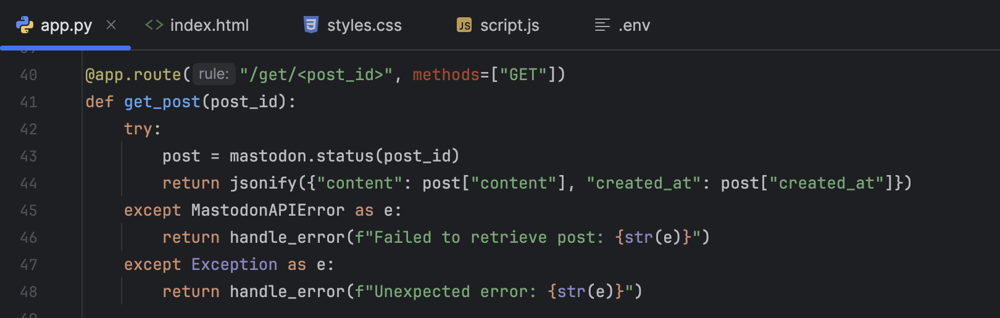 app.py index.html styles.css JS script.js .env
40 @app.route( rule: "/get/<post_id>", methods=["GET"])
41 def get_post(post_id):
42 try:
43 post = mastodon.status(post_id)
44 return jsonify({"content": post["content"], "created_at": post["created_at"]})
45 except MastodonAPIError as e:
46 return handle_error(f"Failed to retrieve post: {str(e)}")
47 except Exception as e:
48 return handle_error(f"Unexpected error: {str(e)}")